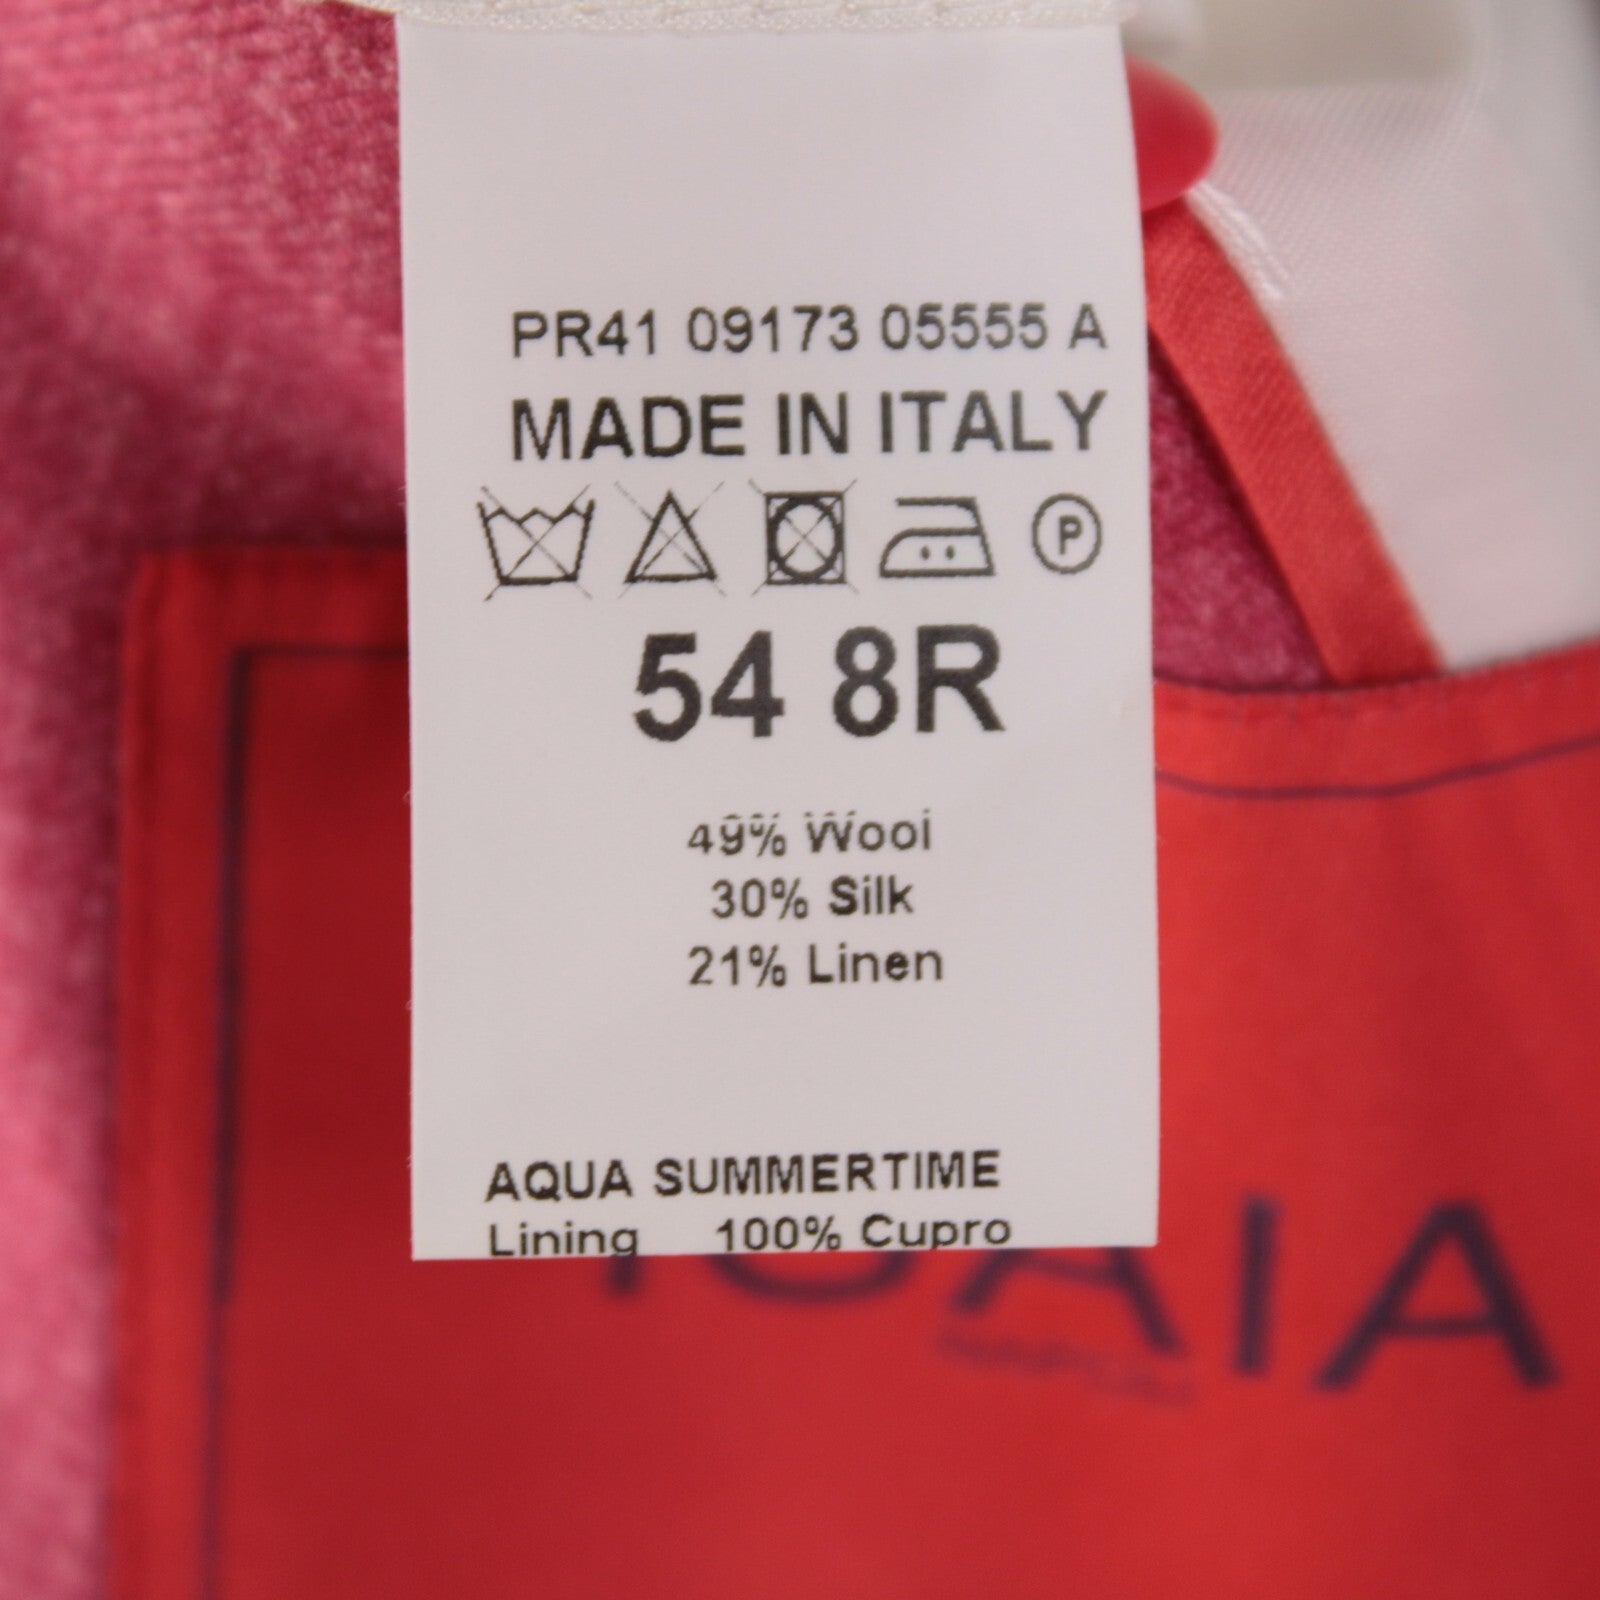 PR41 09173 05555 A
MADE IN ITALY
P
54 8R
49% Wool
30% Silk
21% Linen
AQUA SUMMERTIME
Lining 100% Cupro